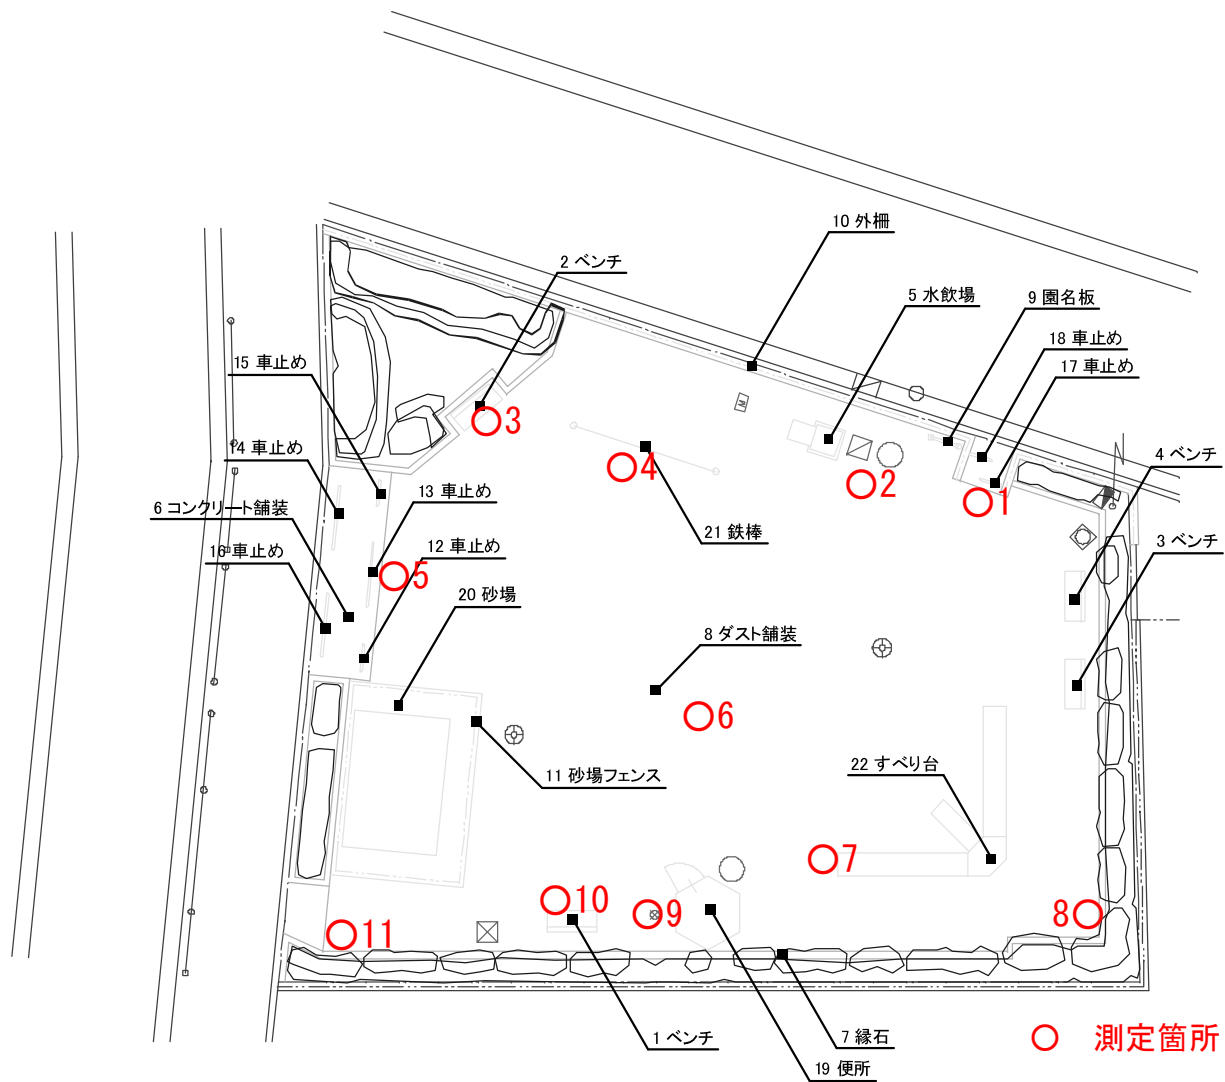 10 外柵
2 ベンチ
5 水飲場
9 園名板
18 車止め
15 車止め
17 車止め
3
14 車止め
4 ベンチ
4
2
1
13 車止め
6 コンクリート舗装
21 鉄棒
12 車止め
3 ベンチ
16 車止め
5
20 砂場
8 ダスト舗装
6
11 砂場フェンス
22 すべり台
7
10
9
8
11
1 ベンチ
7 縁石
測定箇所
19 便所